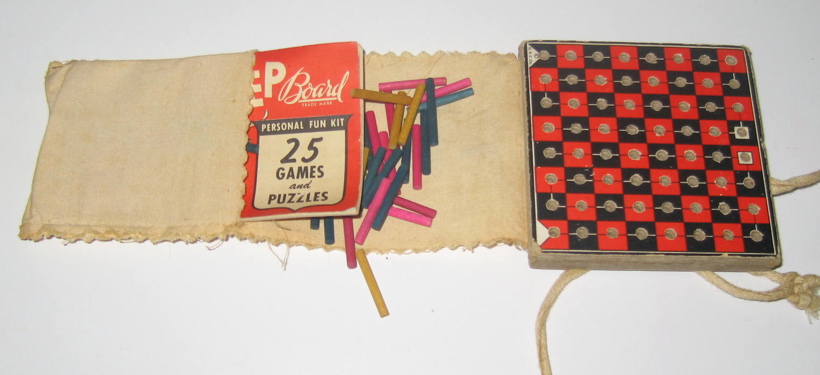 EP
Board
TRADE MARK
PERSONAL FUN KIT
25
GAMES
and
PUZZLES